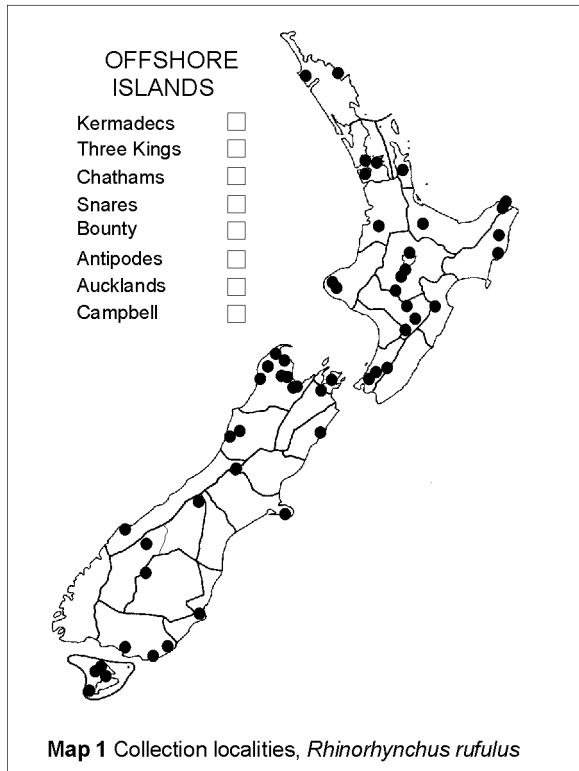 OFFSHORE
ISLANDS
Kermadecs
Three Kings
Chathams
Snares
Bounty
Antipodes
Aucklands
Campbell
Map 1 Collection localities, Rhinorhynchus rufulus